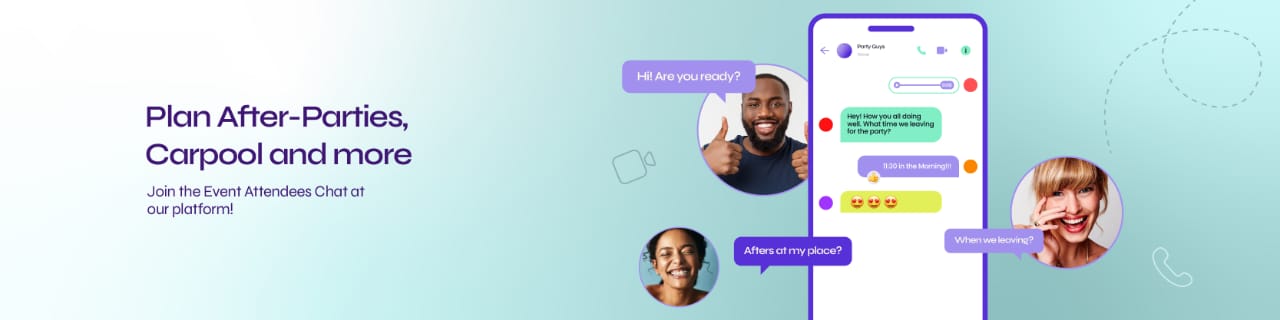 Plan After-Parties,
Carpool and more
Join the Event Attendees Chat at
our platform!
Hi! Are you ready?
Party Guys
Hey! How you all doing
well. What time we leaving
for the party?
11:30 in the Morning!!!
Afters at my place?
When we leaving?